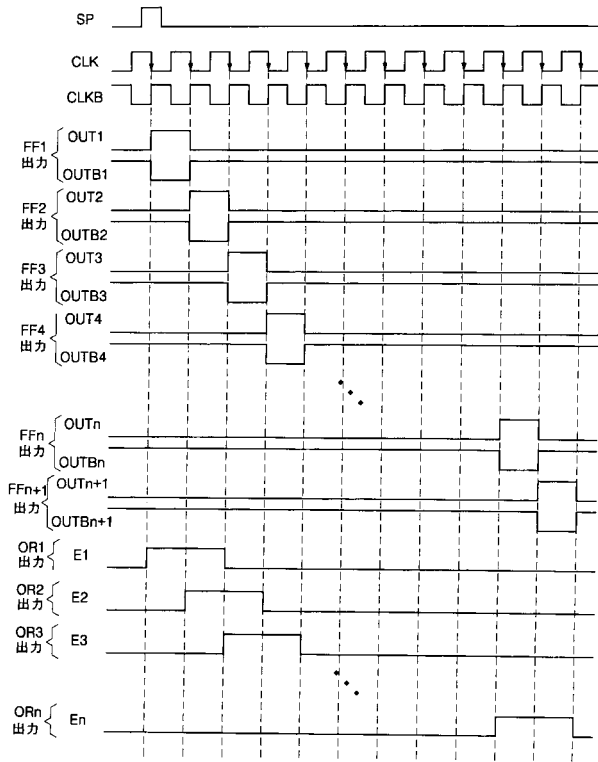 SP
CLK
CLKB
FF1 出力 OUT1
OUTB1
FF2 出力 OUT2
OUTB2
FF3 出力 OUT3
OUTB3
FF4 出力 OUT4
OUTB4
FFn 出力 OUTn
OUTBn
FFn+1 出力 OUTn+1
OUTBn+1
OR1 出力 E1
OR2 出力 E2
OR3 出力 E3
ORn 出力 En